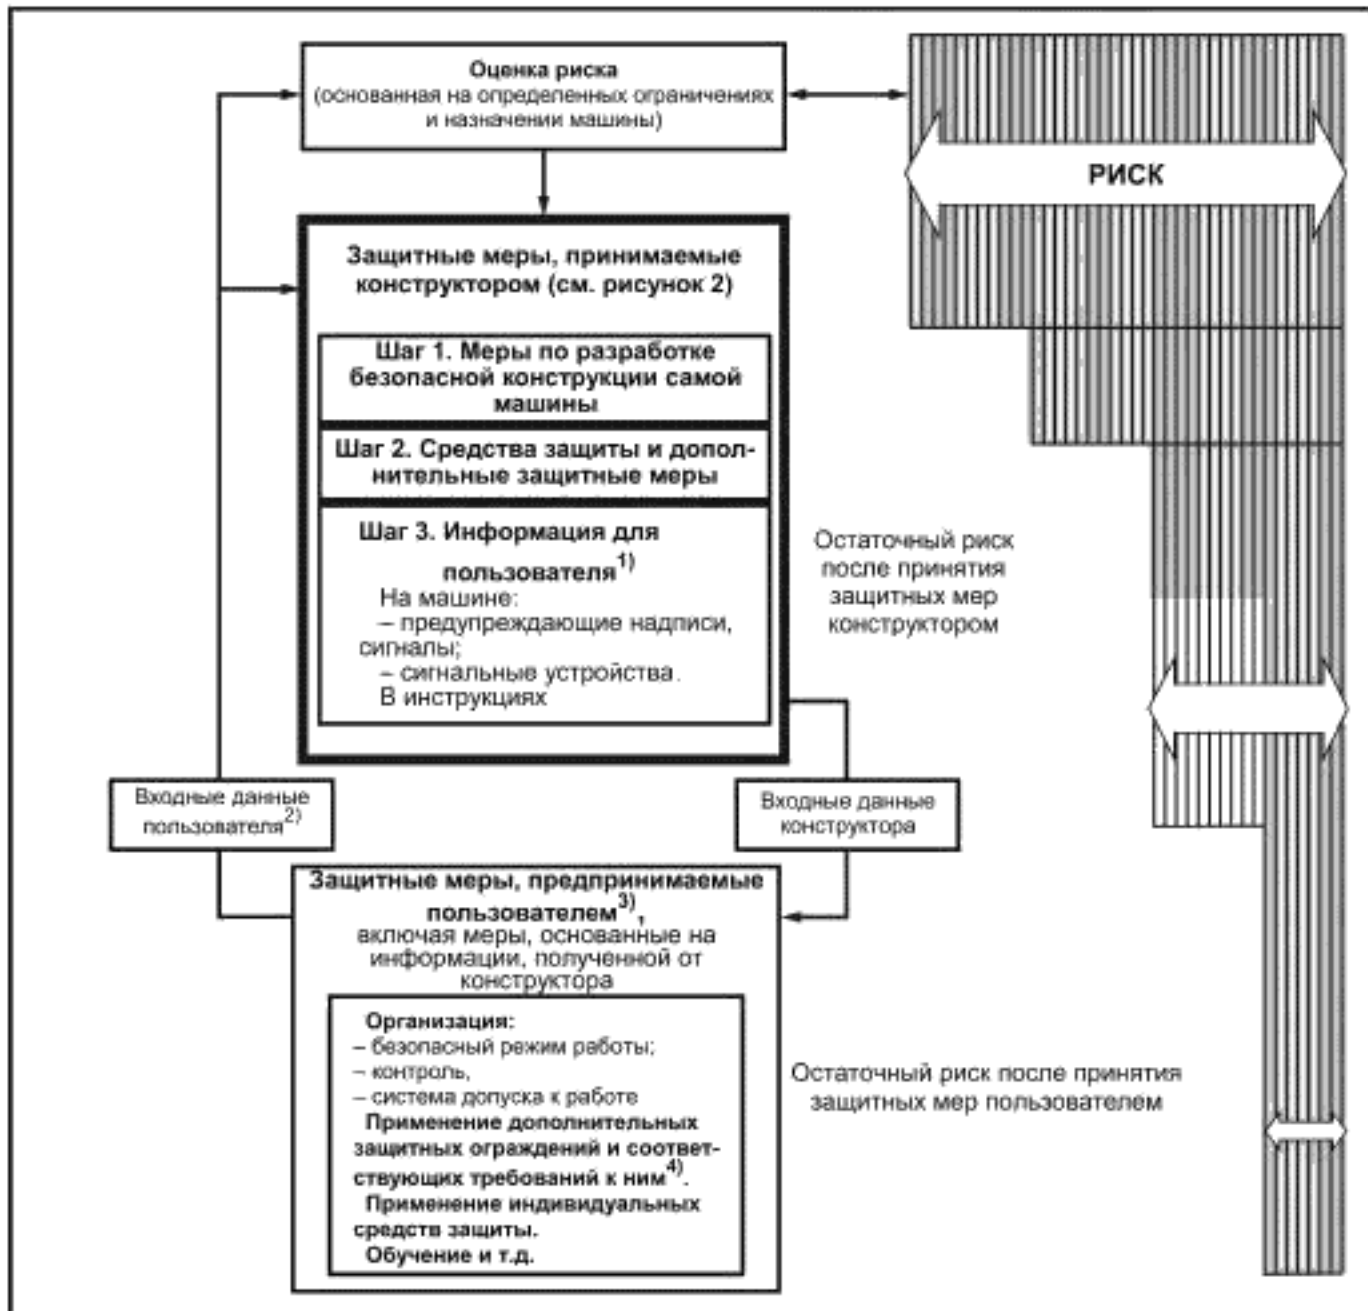 Оценка риска
(основанная на определенных ограничениях
и назначении машины)
РИСК
Защитные меры, принимаемые
конструктором (см. рисунок 2)
Шаг 1. Меры по разработке
безопасной конструкции самой
машины
Шаг 2. Средства защиты и допол-
нительные защитные меры
Шаг 3. Информация для
пользователя1)
На машине:
– предупреждающие надписи,
сигналы;
– сигнальные устройства.
В инструкциях
Остаточный риск
после принятия
защитных мер
конструктором
Входные данные
пользователя2)
Входные данные
конструктора
Защитные меры, предпринимаемые
пользователем3),
включая меры, основанные на
информации, полученной от
конструктора
Организация:
– безопасный режим работы;
– контроль,
– система допуска к работе
Применение дополнительных
защитных ограждений и соответ-
ствующих требований к ним4).
Применение индивидуальных
средств защиты.
Обучение и т.д.
Остаточный риск после принятия
защитных мер пользователем